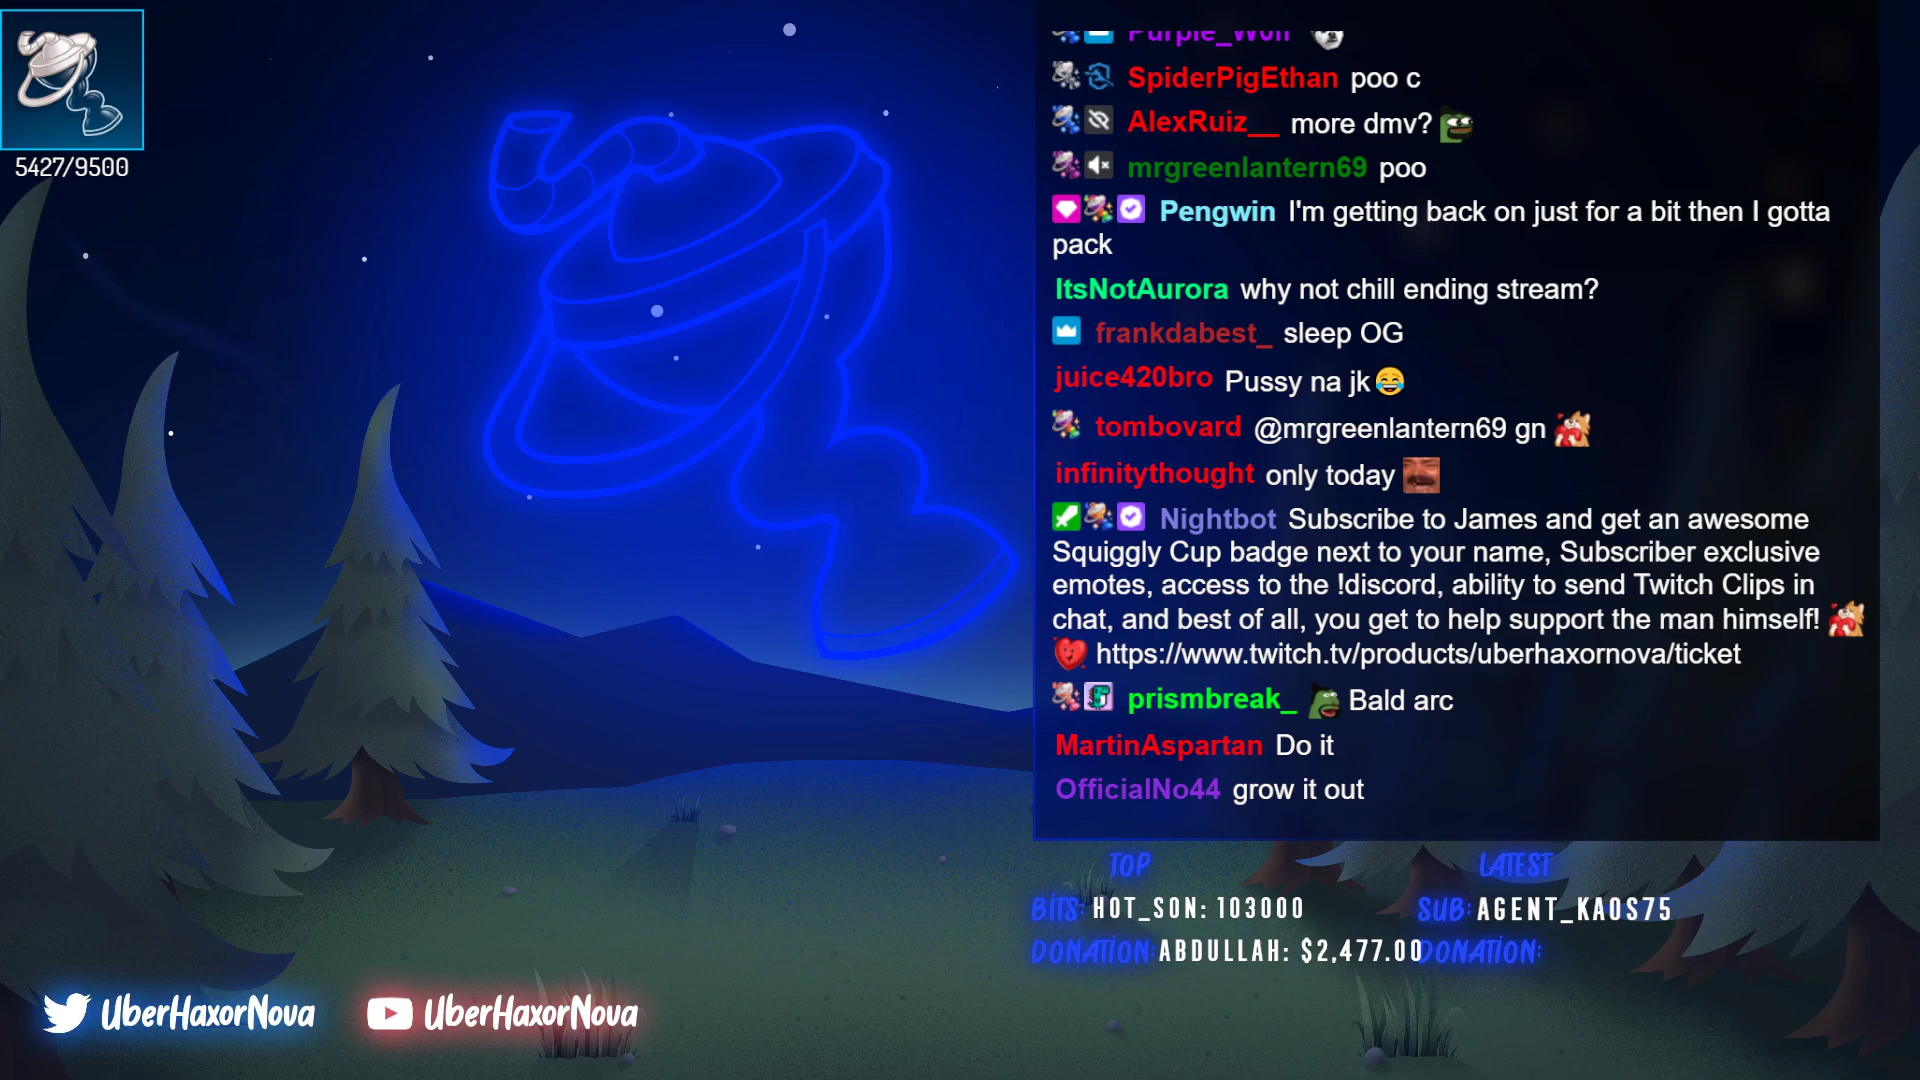 5427/9500
Purple_Wolf
SpiderPigEthan poo c
AlexRuiz__ more dmv?
mrgreenlantern69 poo
Pengwin I'm getting back on just for a bit then I gotta
pack
ItsNotAurora why not chill ending stream?
frankdabest_ sleep OG
juice420bro Pussy na jk😂
tombovard @mrgreenlantern69 gn
infinitythought only today
Nightbot Subscribe to James and get an awesome
Squiggly Cup badge next to your name, Subscriber exclusive
emotes, access to the !discord, ability to send Twitch Clips in
chat, and best of all, you get to help support the man himself!
https://www.twitch.tv/products/uberhaxornova/ticket
prismbreak_ Bald arc
MartinAspartan Do it
OfficialNo44 grow it out
TOP
BITS: HOT_SON: 103000
DONATION: ABDULLAH: $2,477.00
LATEST
SUB: AGENT_KAOS75
DONATION:
UberHaxorNova
UberHaxorNova